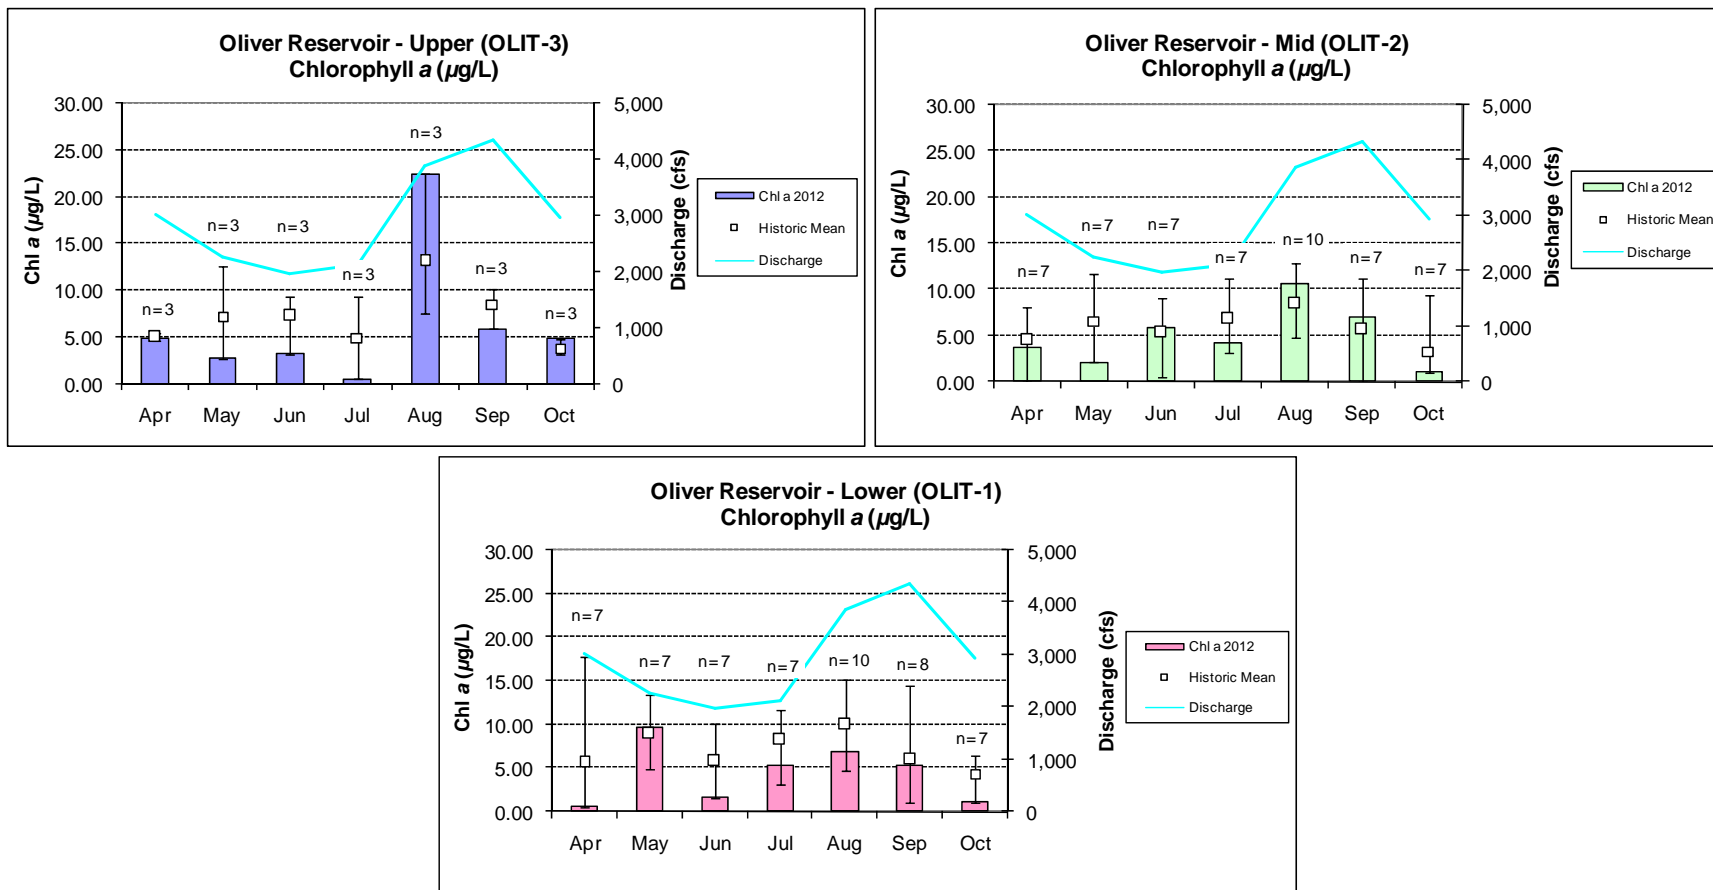 Oliver Reservoir - Upper (OLIT-3)
Chlorophyll a (µg/L)
Chl a (µg/L)
30.00
25.00
20.00
15.00
10.00
5.00
0.00
n=3
n=3
n=3
n=3
n=3
n=3
n=3
Apr May Jun Jul Aug Sep Oct
5,000
4,000
3,000
2,000
1,000
0
Discharge (cfs)
Chl a 2012
Historic Mean
Discharge
Oliver Reservoir - Mid (OLIT-2)
Chlorophyll a (µg/L)
Chl a (µg/L)
30.00
25.00
20.00
15.00
10.00
5.00
0.00
n=7
n=7
n=7
n=7
n=10
n=7
n=7
Apr May Jun Jul Aug Sep Oct
5,000
4,000
3,000
2,000
1,000
0
Discharge (cfs)
Chl a 2012
Historic Mean
Discharge
Oliver Reservoir - Lower (OLIT-1)
Chlorophyll a (µg/L)
Chl a (µg/L)
30.00
25.00
20.00
15.00
10.00
5.00
0.00
n=7
n=7
n=7
n=7
n=10
n=8
n=7
Apr May Jun Jul Aug Sep Oct
5,000
4,000
3,000
2,000
1,000
0
Discharge (cfs)
Chl a 2012
Historic Mean
Discharge